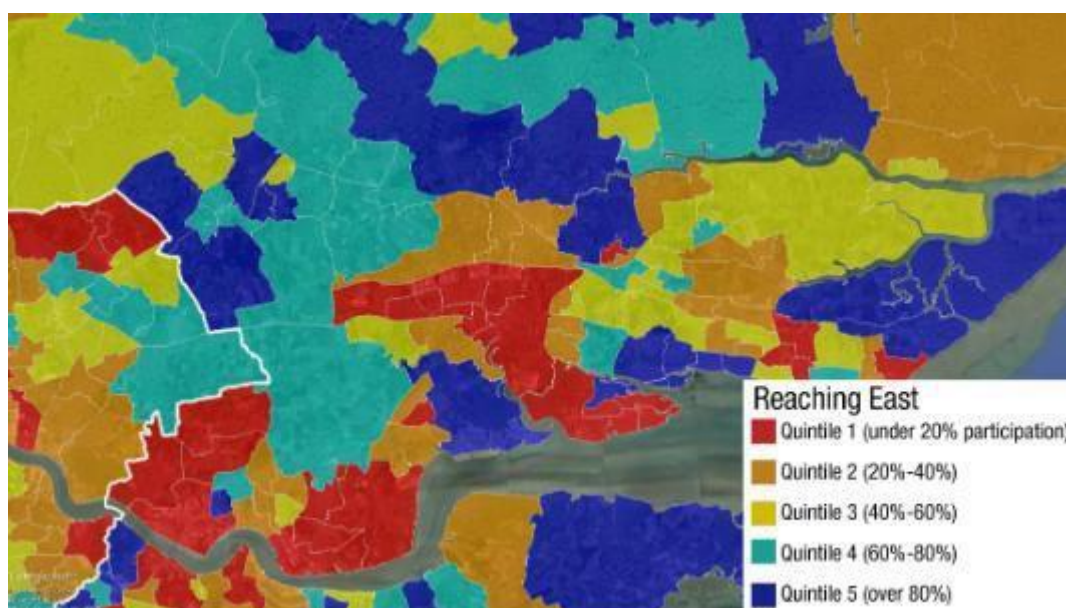 Reaching East
Quintile 1 (under 20% participation)
Quintile 2 (20%-40%)
Quintile 3 (40%-60%)
Quintile 4 (60%-80%)
Quintile 5 (over 80%)